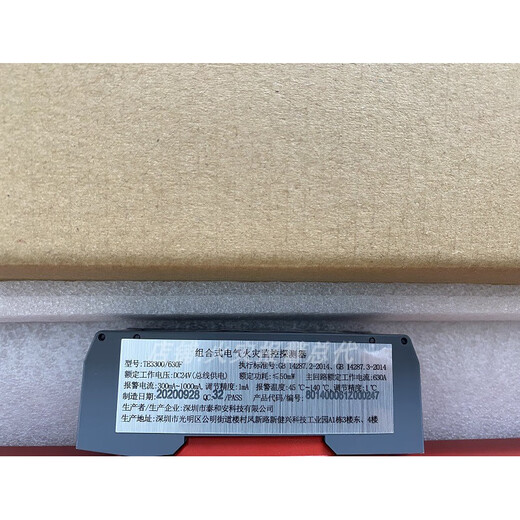 组合式电气火灾监控探测器
型号:TE3300/630F 执行标准号:GB 14287.2-2014、GB 14287.3-2014
额定工作电压:DC24V(总线供电) 额定功耗:≤50mW 主回路额定工作电流:630A
报警电流:300mA~1000mA,调节精度:1mA 报警温度:45℃~140℃,调节精度:1℃
制造日期:20200928 QC:32/PASS 产品代码/编号:801400081Z000247
生产者/生产企业:深圳市泰和安科技有限公司
地址:深圳市光明区公明街道楼村凤新路新健兴科技工业园A1栋3楼东、4楼